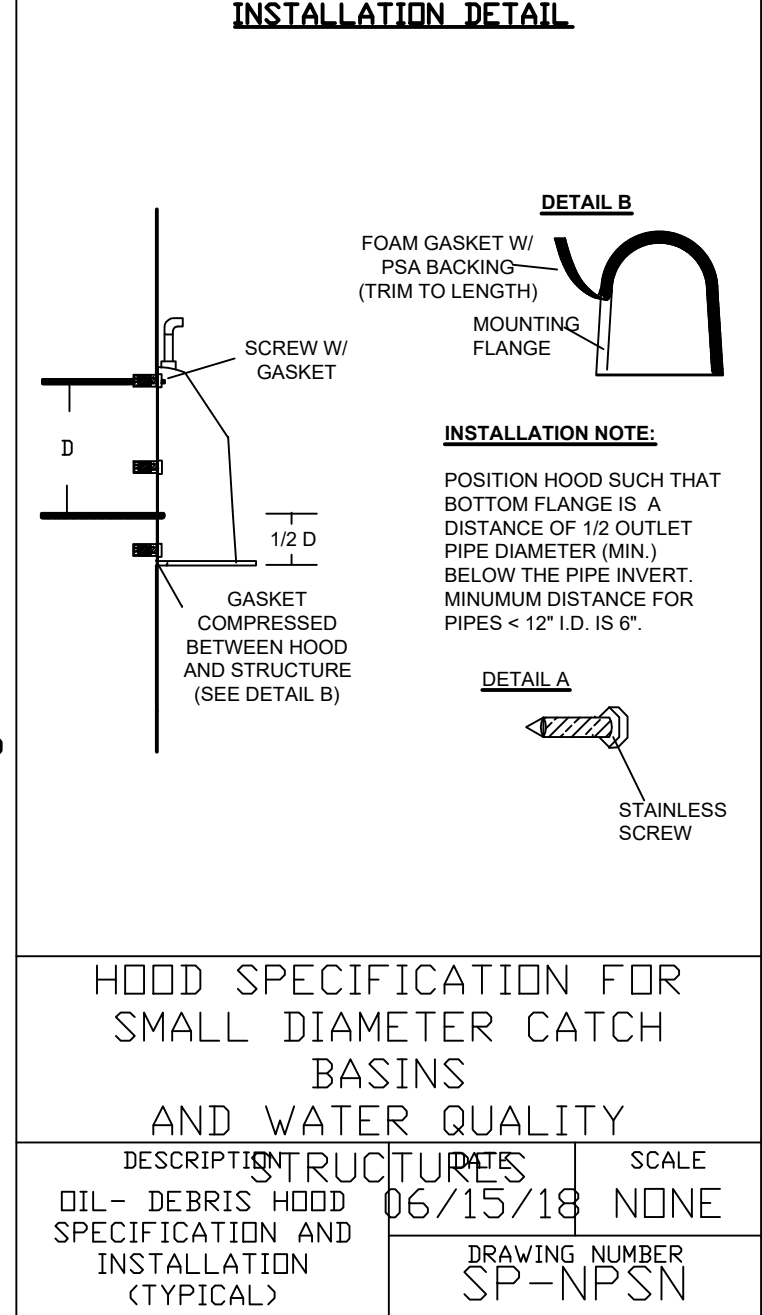 INSTALLATION DETAIL
DETAIL B
FOAM GASKET W/
PSA BACKING
(TRIM TO LENGTH)
MOUNTING
FLANGE
SCREW W/
GASKET
D
1/2 D
GASKET
COMPRESSED
BETWEEN HOOD
AND STRUCTURE
(SEE DETAIL B)
INSTALLATION NOTE:
POSITION HOOD SUCH THAT
BOTTOM FLANGE IS A
DISTANCE OF 1/2 OUTLET
PIPE DIAMETER (MIN.)
BELOW THE PIPE INVERT.
MINUMUM DISTANCE FOR
PIPES < 12" I.D. IS 6".
DETAIL A
STAINLESS
SCREW
HOOD SPECIFICATION FOR
SMALL DIAMETER CATCH
BASINS
AND WATER QUALITY
STRUCTURES
DESCRIPTION
OIL- DEBRIS HOOD
SPECIFICATION AND
INSTALLATION
(TYPICAL)
DATE
06/15/18
SCALE
NONE
DRAWING NUMBER
SP-NPSN